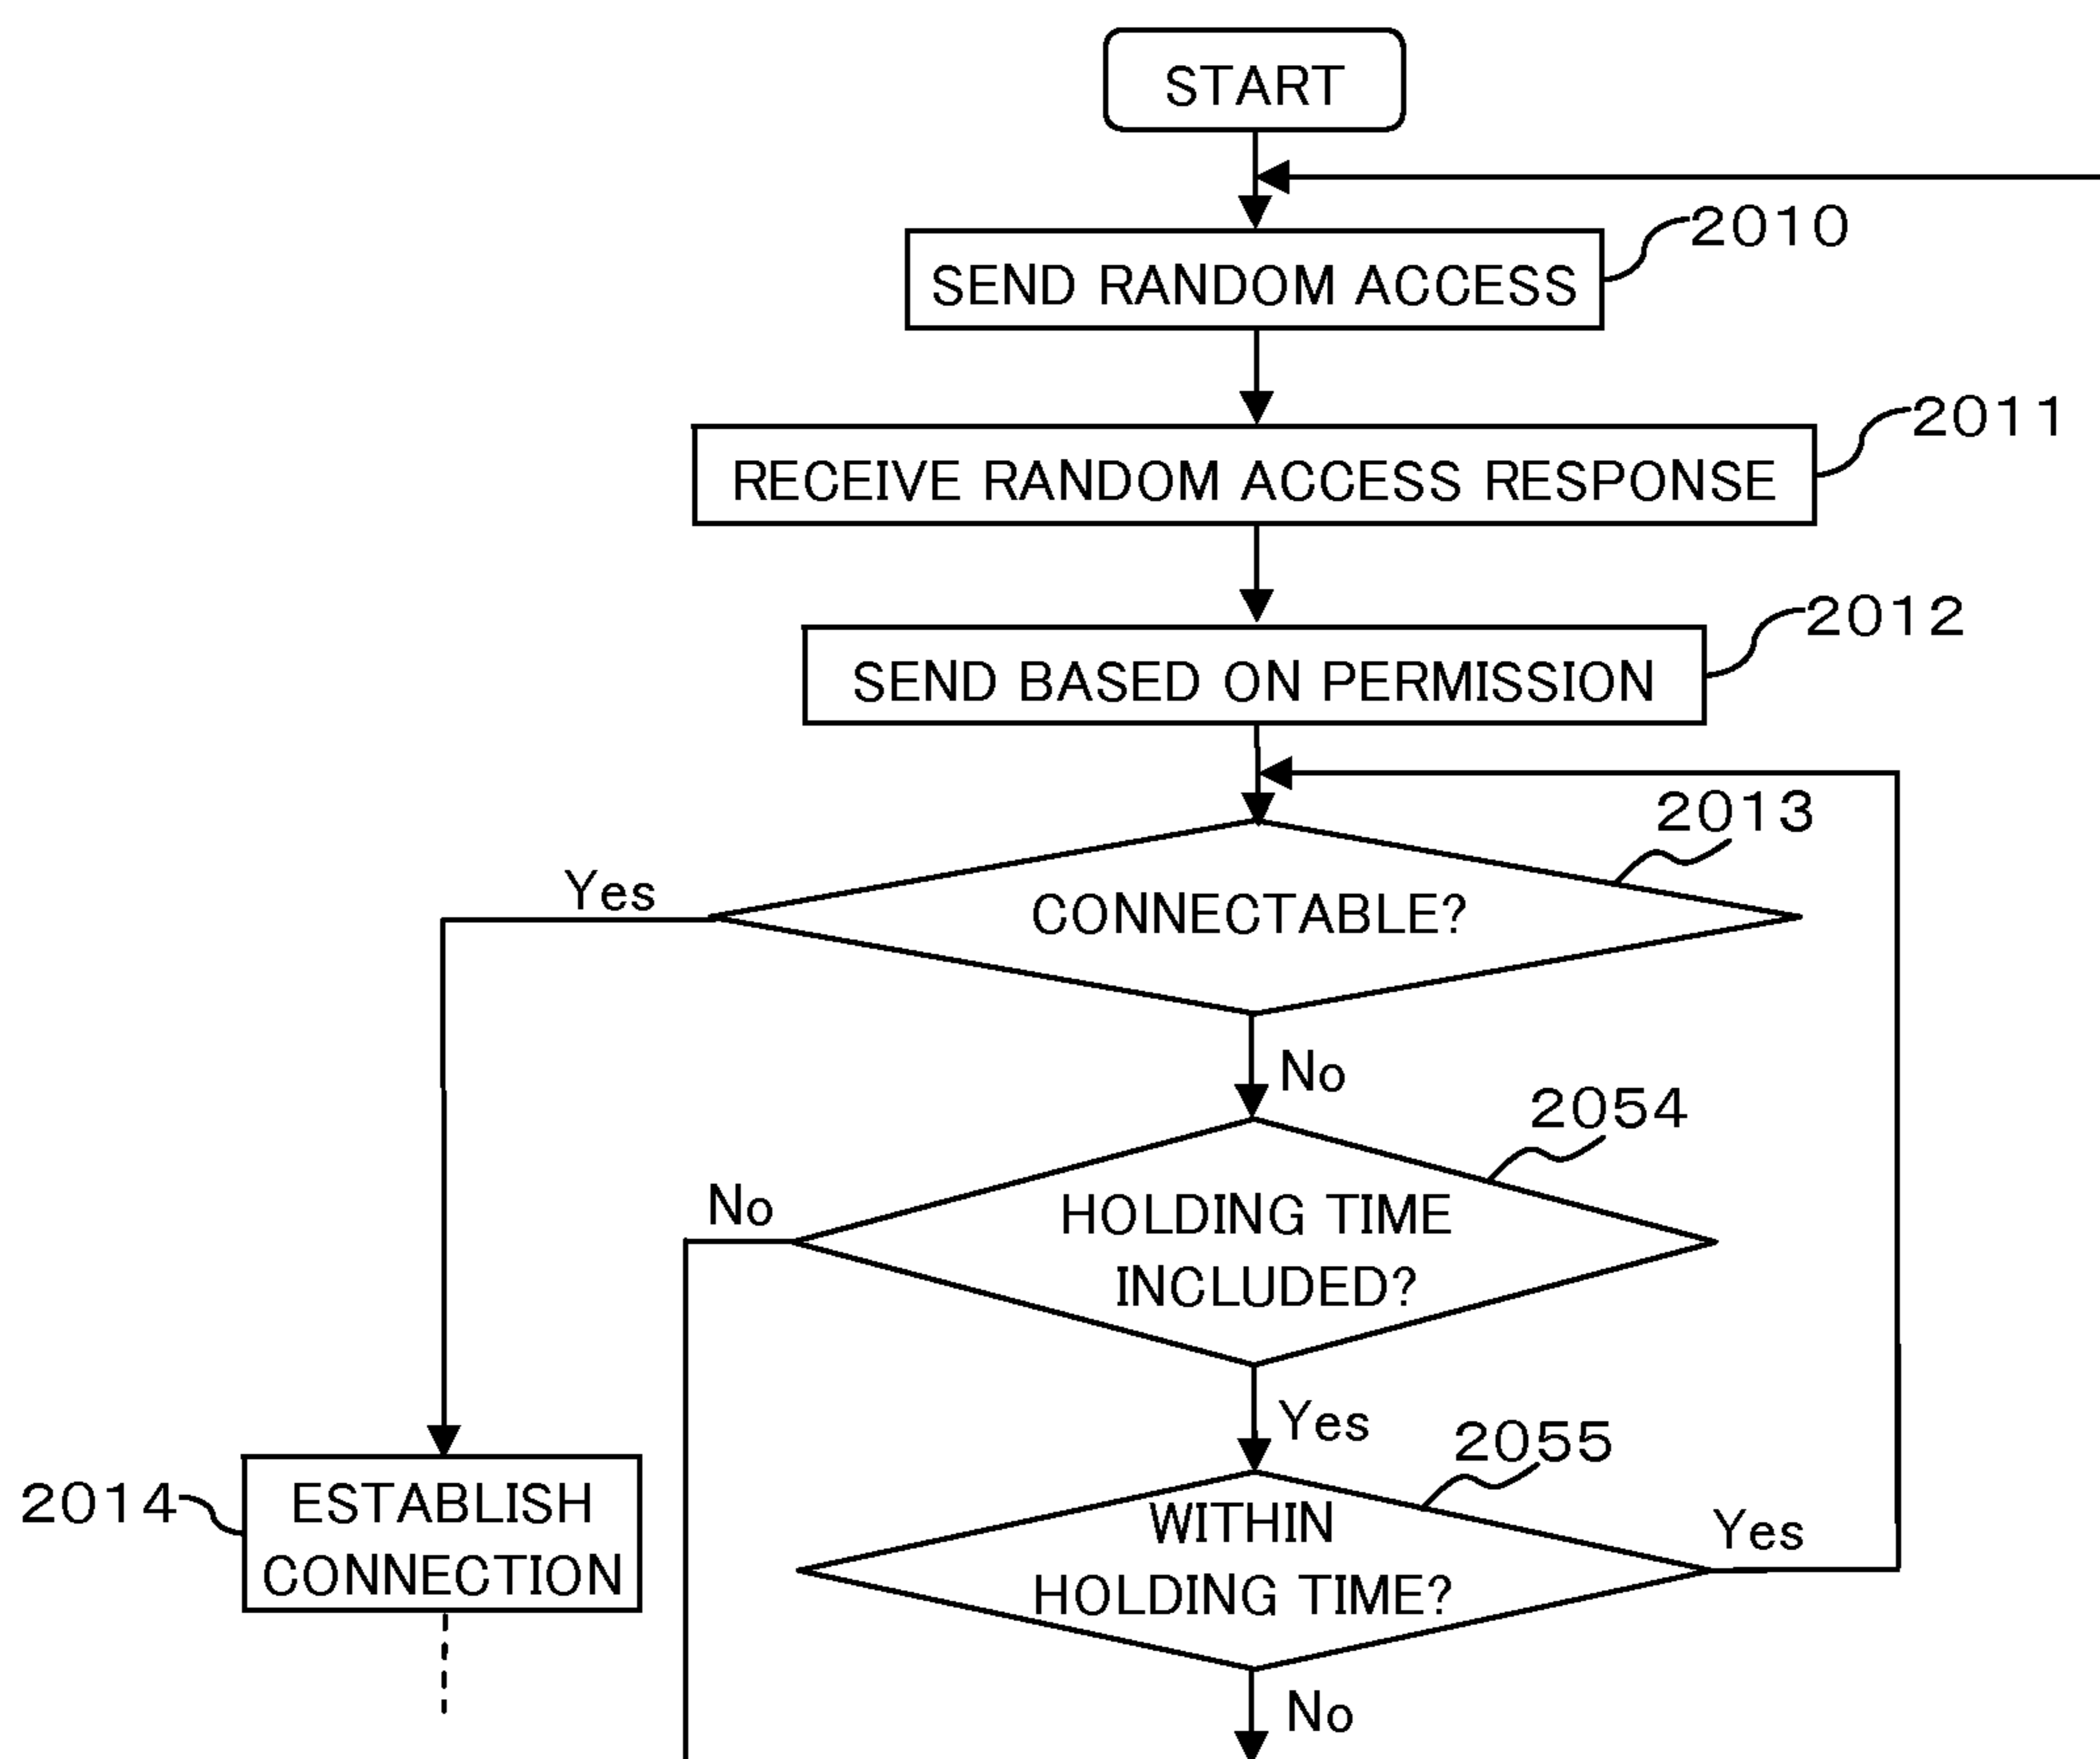 START
2010
SEND RANDOM ACCESS
2011
RECEIVE RANDOM ACCESS RESPONSE
2012
SEND BASED ON PERMISSION
2013
Yes
CONNECTABLE?
No
2054
No
HOLDING TIME
INCLUDED?
Yes
2055
2014
ESTABLISH
CONNECTION
WITHIN
HOLDING TIME?
Yes
No